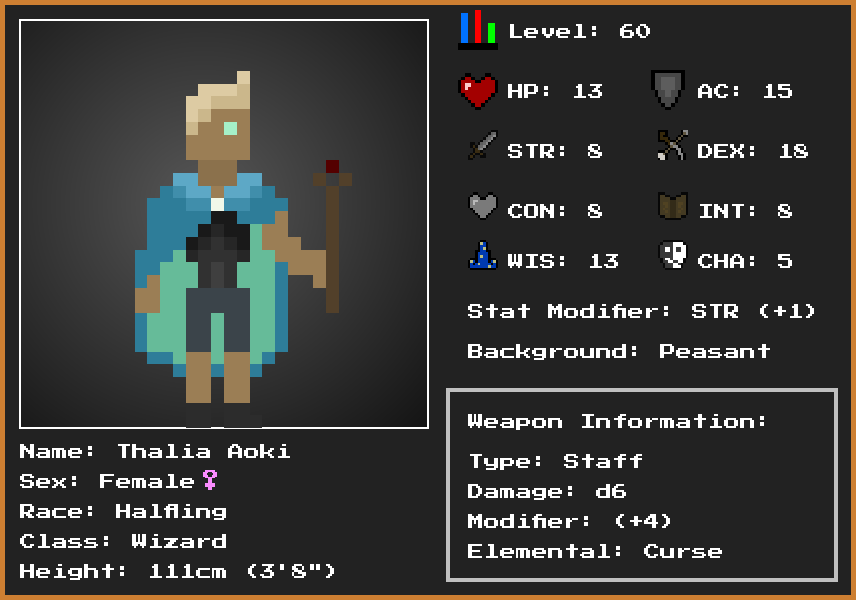 Level: 60
HP: 13 AC: 15
STR: 8 DEX: 18
CON: 8 INT: 8
WIS: 13 CHA: 5
Stat Modifier: STR (+1)
Background: Peasant
Weapon Information:
Type: Staff
Damage: d6
Modifier: (+4)
Elemental: Curse
Name: Thalia Aoki
Sex: Female♀
Race: Halfling
Class: Wizard
Height: 111cm (3'8")